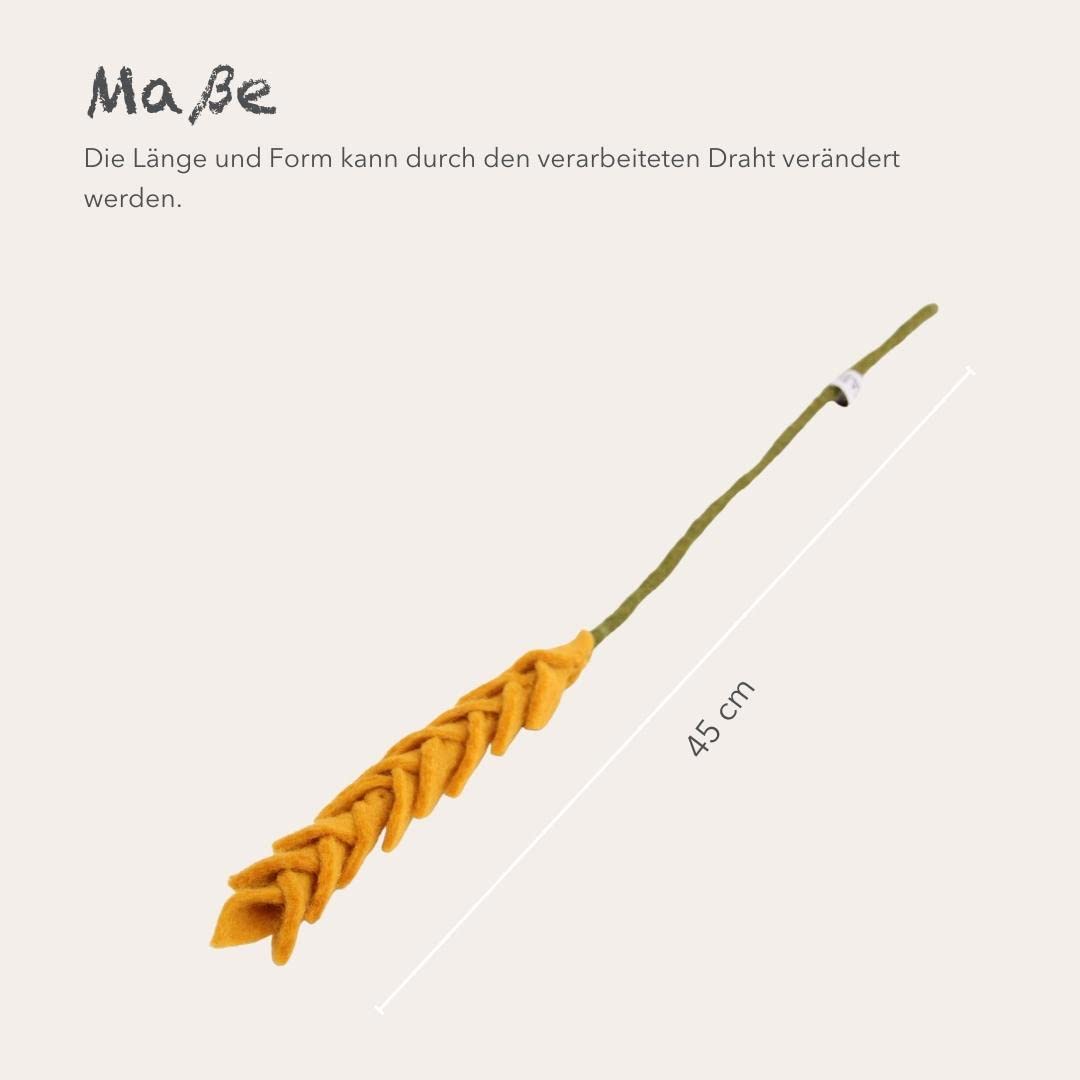 Maße
Die Länge und Form kann durch den verarbeiteten Draht verändert
werden.
45 cm